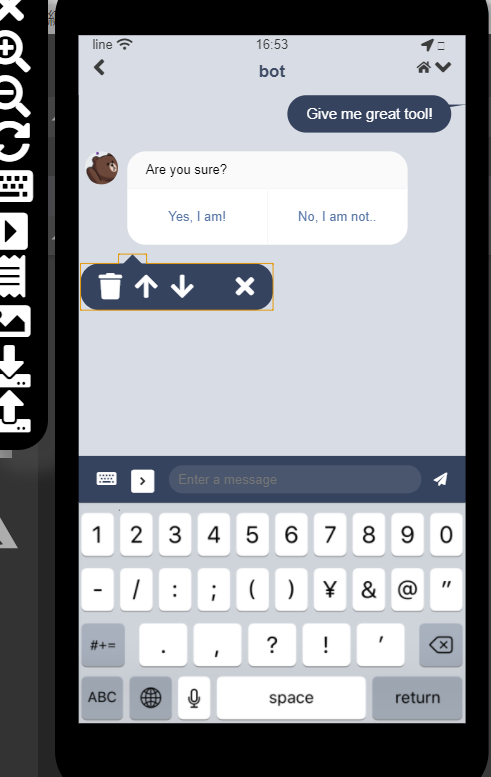 line 16:53
bot
Give me great tool!
Are you sure?
Yes, I am! No, I am not..
Enter a message
1 2 3 4 5 6 7 8 9 0
- / : ; ( ) ¥ & @ "
#+= . , ? ! ′
ABC space return